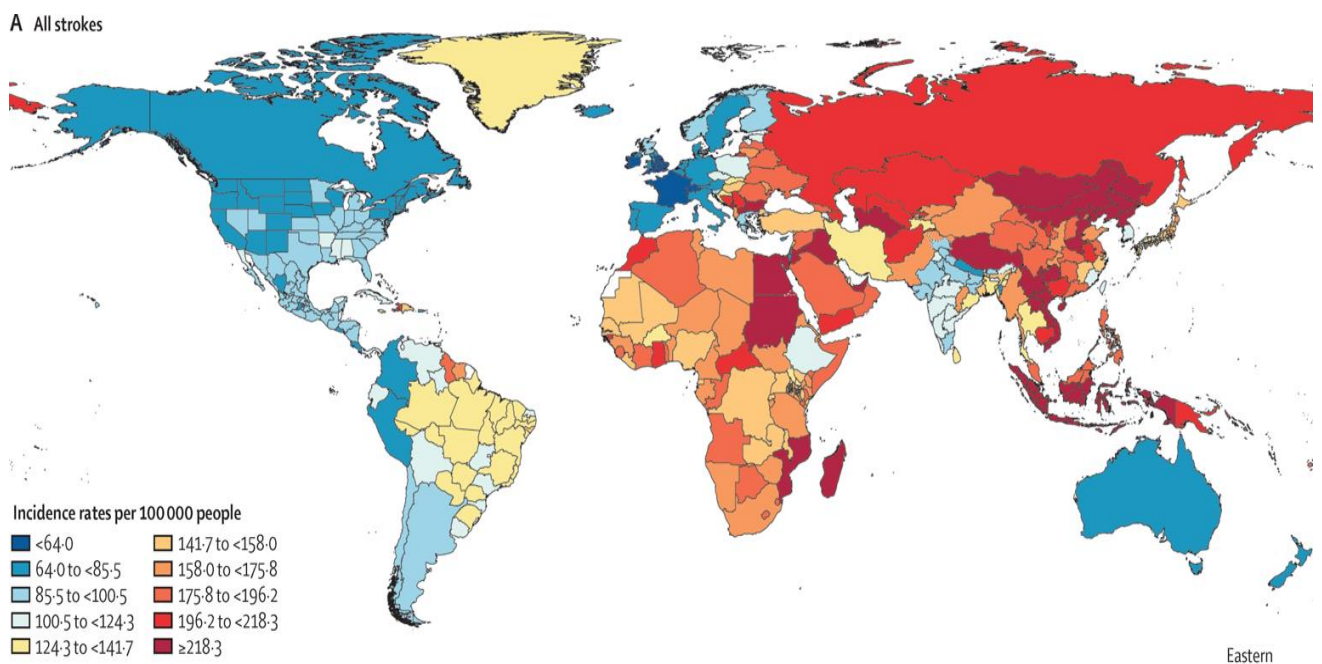 A All strokes
Incidence rates per 100 000 people
<64·0
64·0 to <85·5
85·5 to <100·5
100·5 to <124·3
124·3 to <141·7
141·7 to <158·0
158·0 to <175·8
175·8 to <196·2
196·2 to <218·3
≥218·3
Eastern